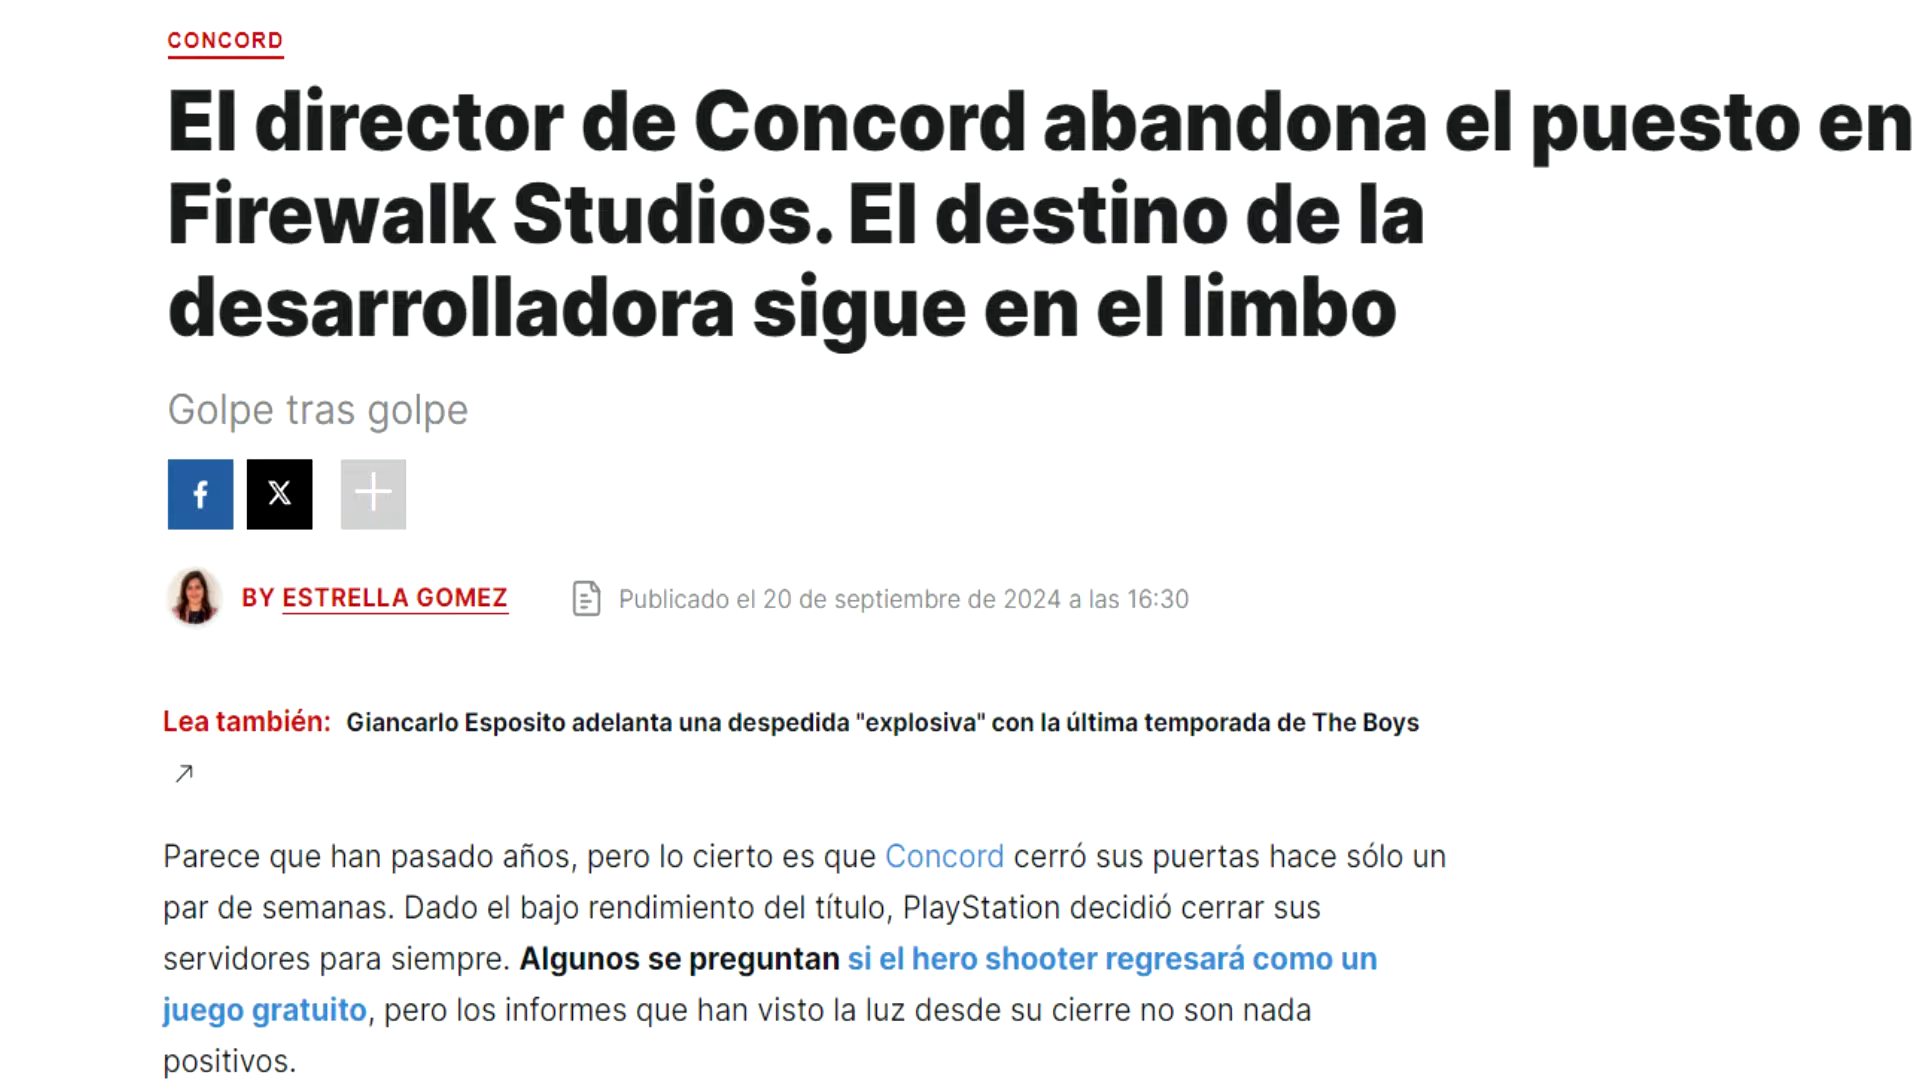 CONCORD
El director de Concord abandona el puesto en
Firewalk Studios. El destino de la
desarrolladora sigue en el limbo
Golpe tras golpe
f X +
BY ESTRELLA GOMEZ Publicado el 20 de septiembre de 2024 a las 16:30
Lea también: Giancarlo Esposito adelanta una despedida "explosiva" con la última temporada de The Boys
Parece que han pasado años, pero lo cierto es que Concord cerró sus puertas hace sólo un
par de semanas. Dado el bajo rendimiento del título, PlayStation decidió cerrar sus
servidores para siempre. Algunos se preguntan si el hero shooter regresará como un
juego gratuito, pero los informes que han visto la luz desde su cierre no son nada
positivos.